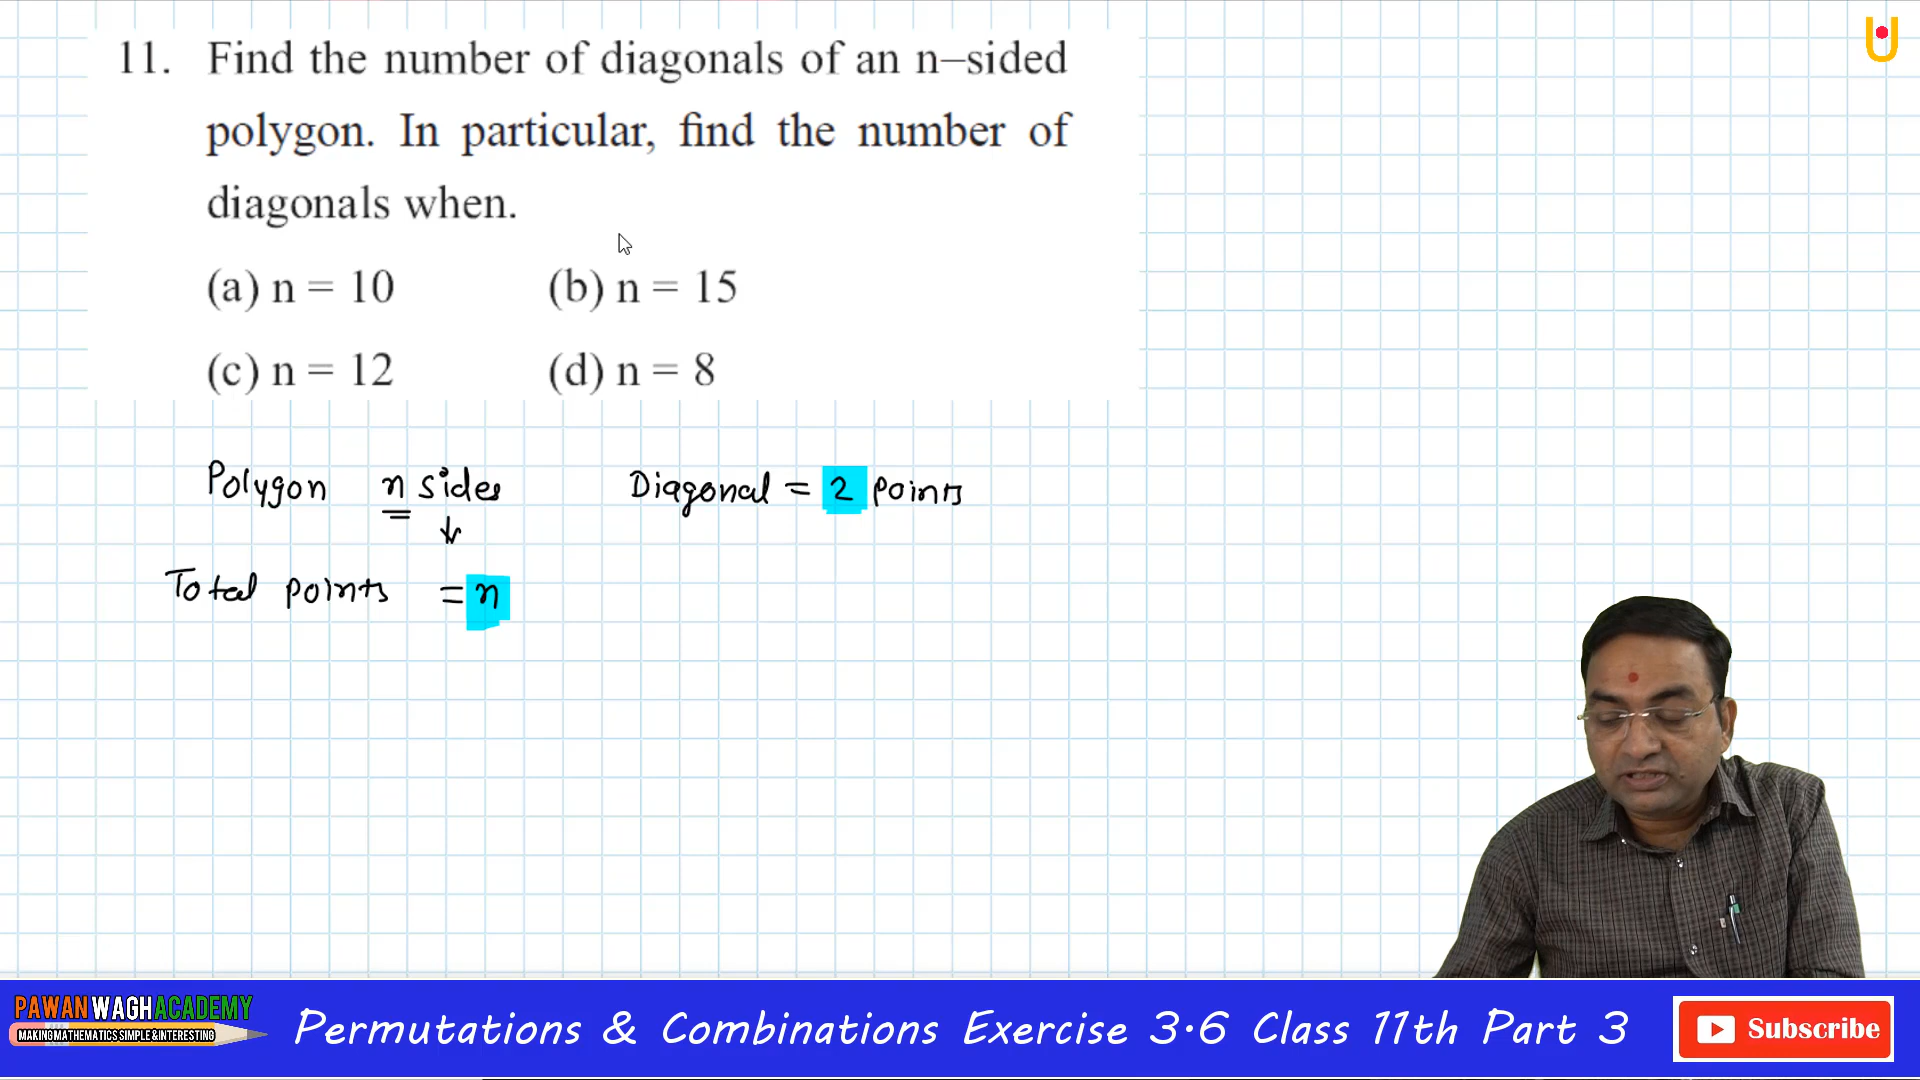 11. Find the number of diagonals of an n–sided
polygon. In particular, find the number of
diagonals when.
(a) n = 10 (b) n = 15
(c) n = 12 (d) n = 8
Polygon n sides Diagonal = 2 points
Total points = n
PAWAN WAGH ACADEMY
MAKING MATHEMATICS SIMPLE & INTERESTING
Permutations & Combinations Exercise 3.6 Class 11th Part 3
Subscribe